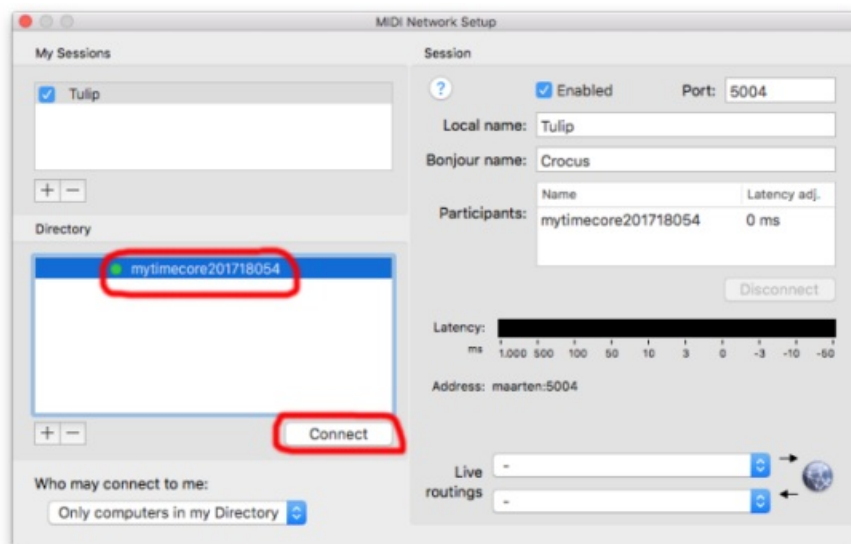 MIDI Network Setup
My Sessions
Tulip
+ −
Directory
mytimecore201718054
+ −
Connect
Who may connect to me:
Only computers in my Directory
Session
?
Enabled
Port: 5004
Local name: Tulip
Bonjour name: Crocus
Participants:
Name Latency adj.
mytimecore201718054 0 ms
Disconnect
Latency:
ms 1.000 500 100 50 10 3 0 -3 -10 -50
Address: maarten:5004
Live
routings
-
-